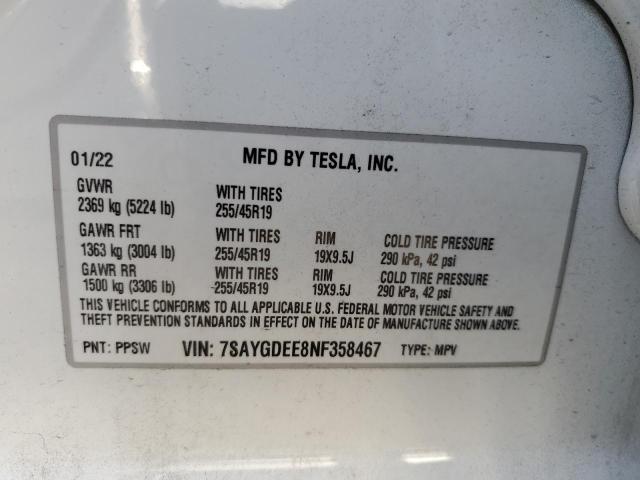 01/22 MFD BY TESLA, INC.
GVWR WITH TIRES
2369 kg (5224 lb) 255/45R19
GAWR FRT WITH TIRES RIM COLD TIRE PRESSURE
1363 kg (3004 lb) 255/45R19 19X9.5J 290 kPa, 42 psi
GAWR RR WITH TIRES RIM COLD TIRE PRESSURE
1500 kg (3306 lb) 255/45R19 19X9.5J 290 kPa, 42 psi
THIS VEHICLE CONFORMS TO ALL APPLICABLE U.S. FEDERAL MOTOR VEHICLE SAFETY AND
THEFT PREVENTION STANDARDS IN EFFECT ON THE DATE OF MANUFACTURE SHOWN ABOVE.
PNT: PPSW VIN: 7SAYGDEE8NF358467 TYPE: MPV